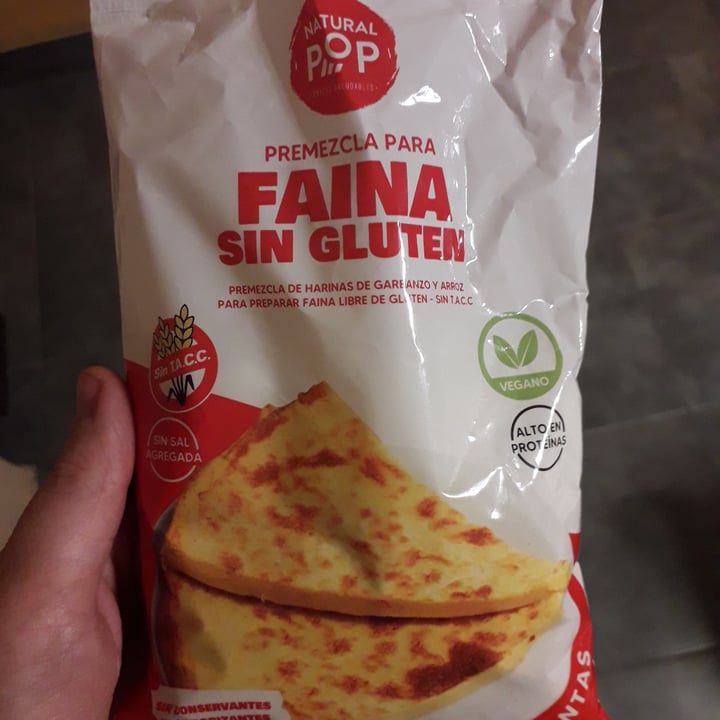 NATURAL
POP
PREMEZCLA PARA
FAINA
SIN GLUTEN
PREMEZCLA DE HARINAS DE GARBANZO Y ARROZ
PARA PREPARAR FAINA LIBRE DE GLUTEN - SIN T.A.C.C
Sin T.A.C.C.
VEGANO
SIN SAL
AGREGADA
ALTO EN
PROTEÍNAS
SIN CONSERVANTES